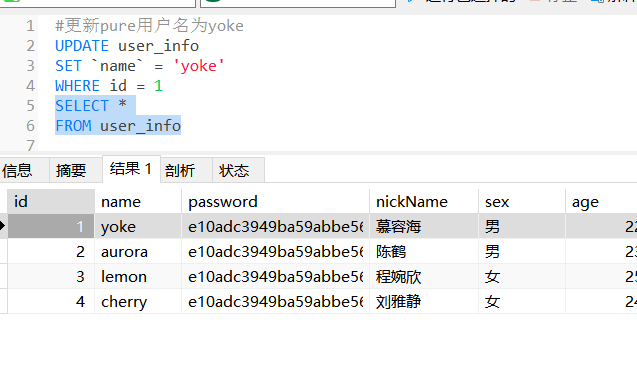 1 #更新pure用户名为yoke
2 UPDATE user_info
3 SET `name` = 'yoke'
4 WHERE id = 1
5 SELECT *
6 FROM user_info
7
信息 摘要 结果 1 剖析 状态
id name password nickName sex age
1 yoke e10adc3949ba59abbe56 慕容海 男 22
2 aurora e10adc3949ba59abbe56 陈鹤 男 23
3 lemon e10adc3949ba59abbe56 程婉欣 女 25
4 cherry e10adc3949ba59abbe56 刘雅静 女 24